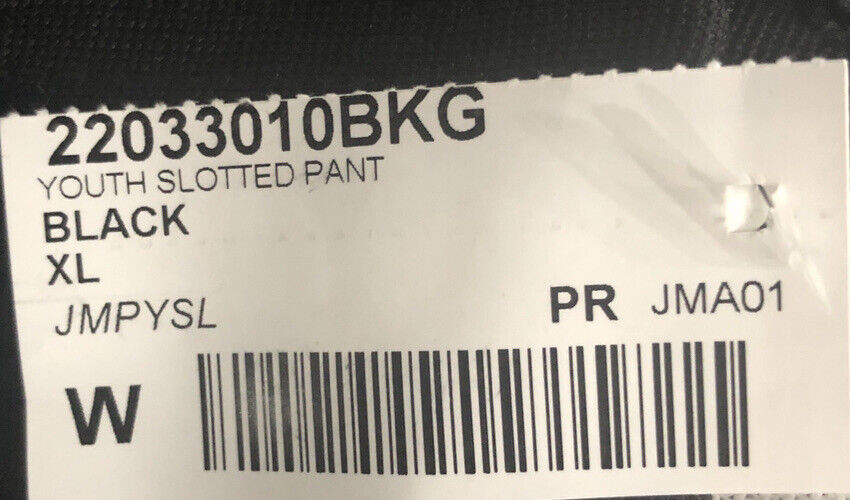 22033010BKG
YOUTH SLOTTED PANT
BLACK
XL
JMPYSL
PR JMA01
W